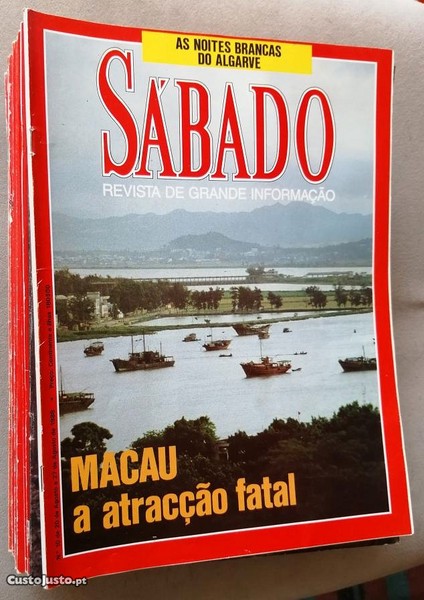 AS NOITES BRANCAS
DO ALGARVE
SÁBADO
REVISTA DE GRANDE INFORMAÇÃO
MACAU
a atracção fatal
CustoJusto.pt